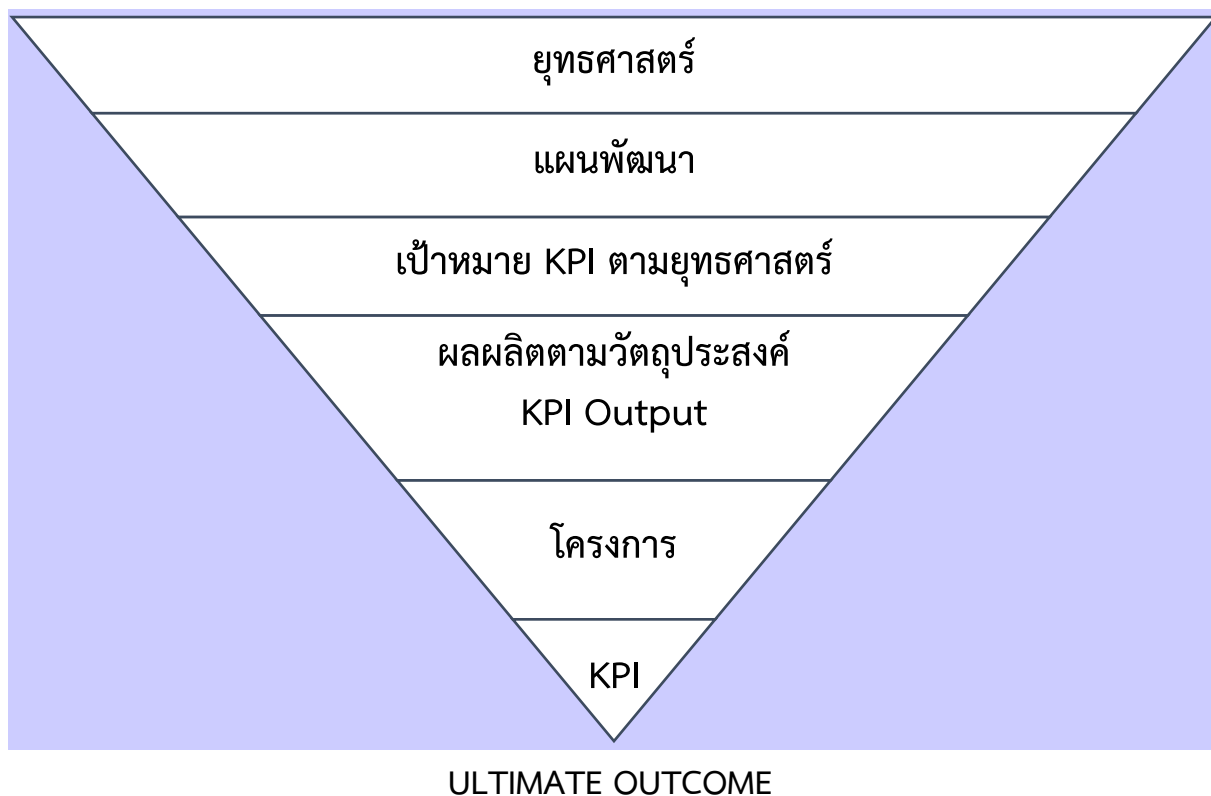 ยุทธศาสตร์
แผนพัฒนา
เป้าหมาย KPI ตามยุทธศาสตร์
ผลผลิตตามวัตถุประสงค์
KPI Output
โครงการ
KPI
ULTIMATE OUTCOME